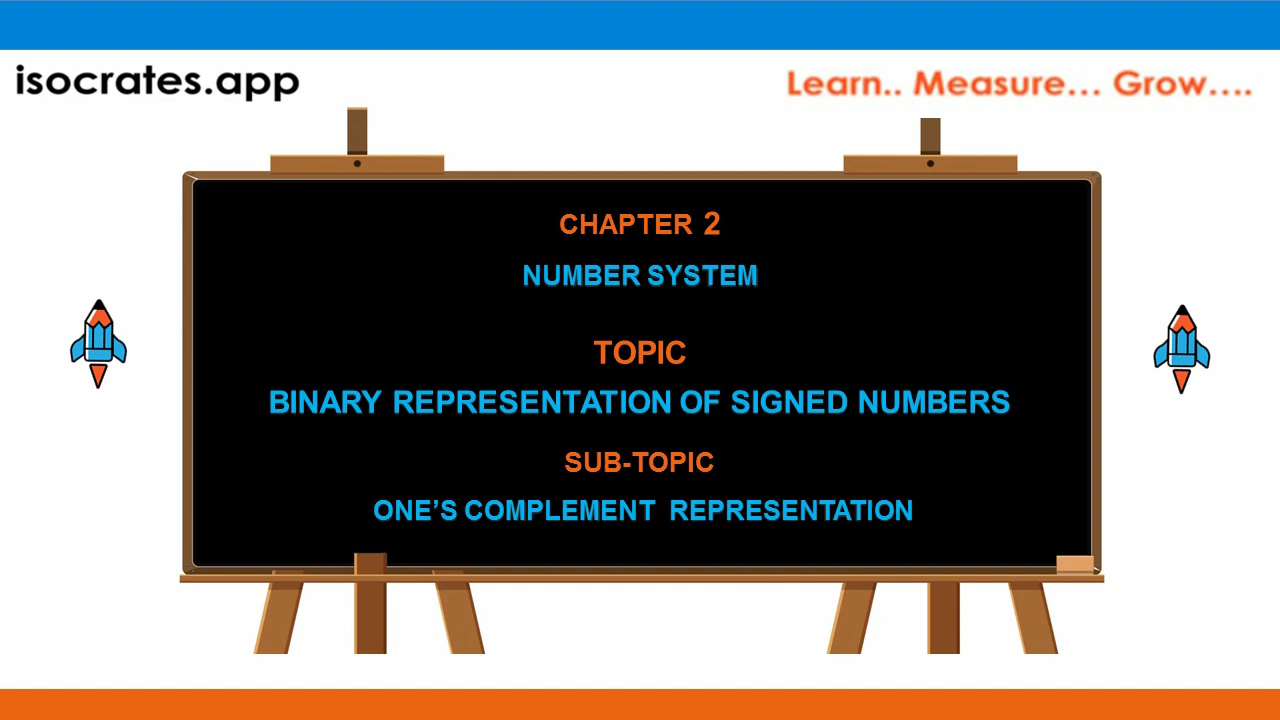 isocrates.app
Learn.. Measure... Grow....
CHAPTER 2
NUMBER SYSTEM
TOPIC
BINARY REPRESENTATION OF SIGNED NUMBERS
SUB-TOPIC
ONE’S COMPLEMENT REPRESENTATION